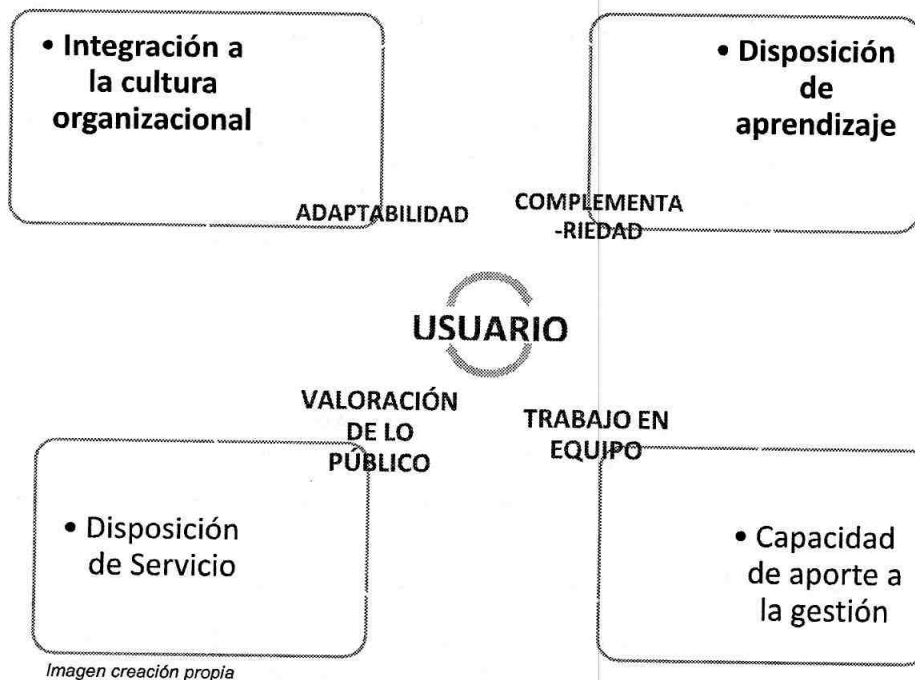 • Integración a
la cultura
organizacional
• Disposición
de
aprendizaje
ADAPTABILIDAD
COMPLEMENTA
-RIEDAD
USUARIO
VALORACIÓN
DE LO
PÚBLICO
TRABAJO EN
EQUIPO
• Disposición
de Servicio
• Capacidad
de aporte a
la gestión
Imagen creación propia